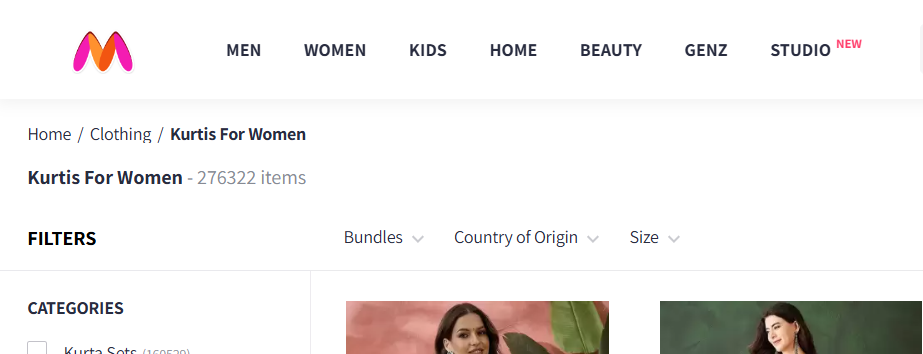 MEN WOMEN KIDS HOME BEAUTY GENZ STUDIO NEW
Home / Clothing / Kurtis For Women
Kurtis For Women - 276322 items
FILTERS
Bundles Country of Origin Size
CATEGORIES
Kurta Sets